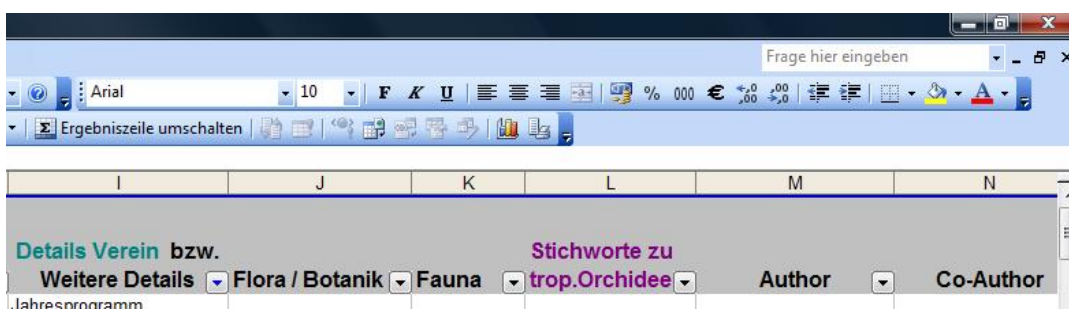 Frage hier eingeben
Arial 10 F K U % 000 €
Σ Ergebniszeile umschalten
I J K L M N
Details Verein bzw. Stichworte zu
Weitere Details Flora / Botanik Fauna trop.Orchidee Author Co-Author
Jahresprogramm